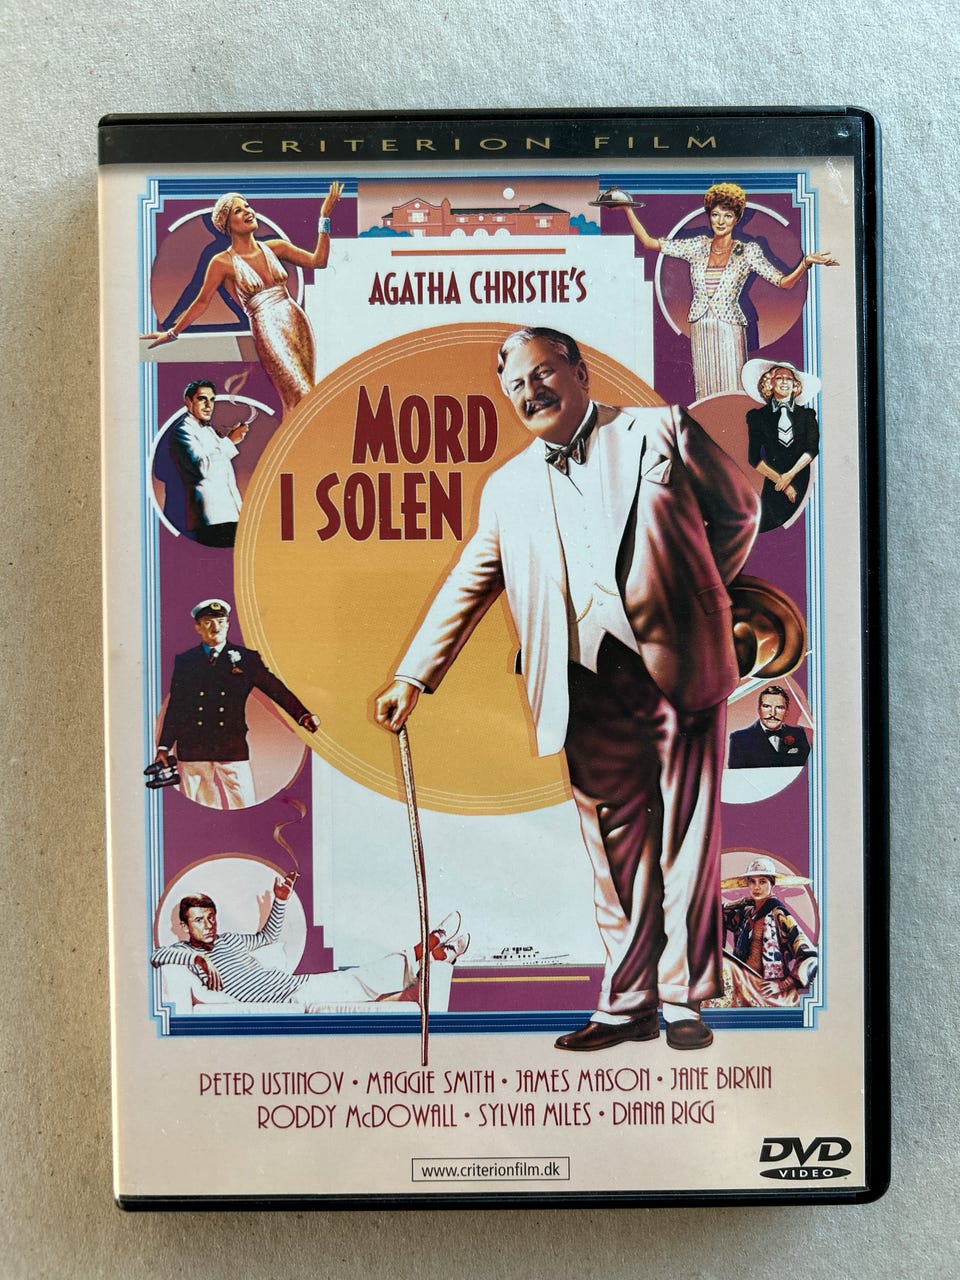 CRITERION FILM
AGATHA CHRISTIE'S
MORD
I SOLEN
PETER USTINOV • MAGGIE SMITH • JAMES MASON • JANE BIRKIN
RODDY McDOWALL • SYLVIA MILES • DIANA RIGG
www.criterionfilm.dk
DVD
VIDEO